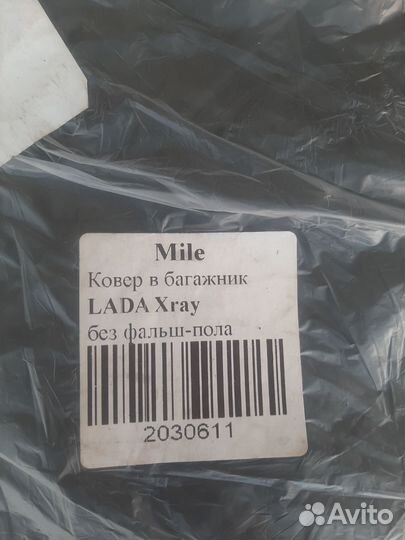 Mile
Ковер в багажник
LADA Xray
без фальш-пола
2030611
Avito